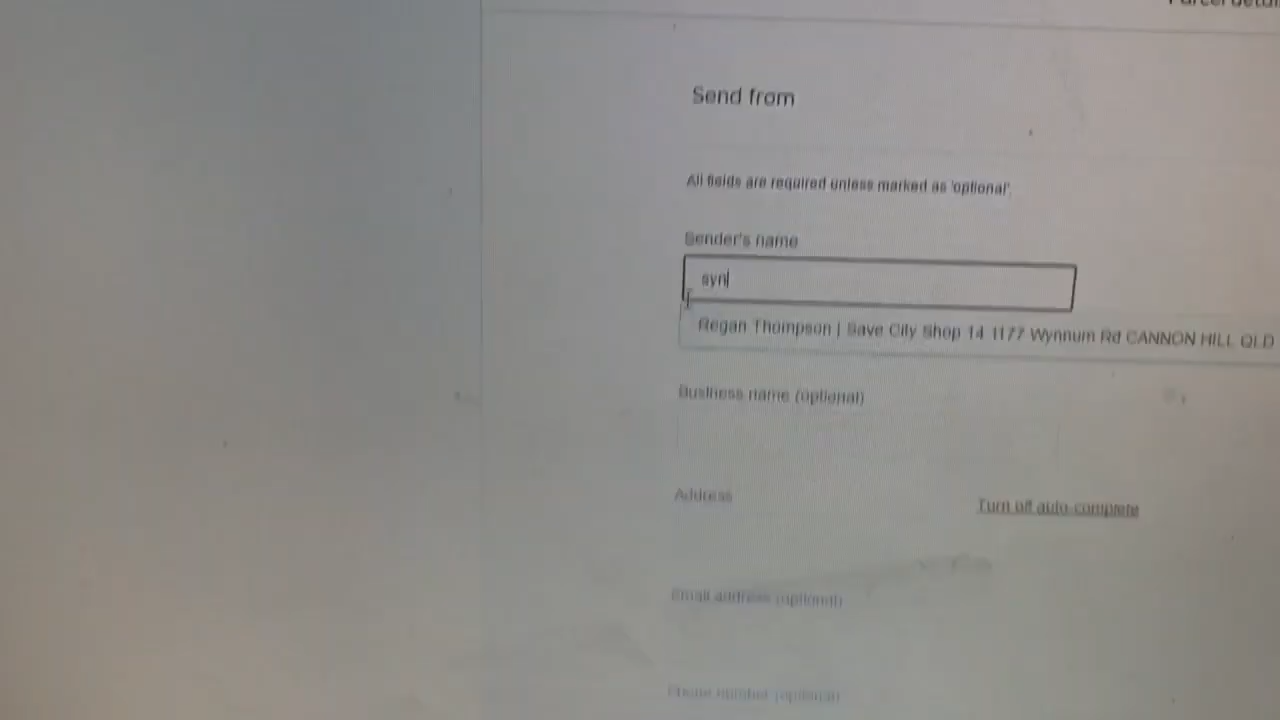 Parcel detai
Send from
All fields are required unless marked as 'optional'.
Sender's name
syn
Regan Thompson | Save City Shop 14 1177 Wynnum Rd CANNON HILL QLD
Business name (optional)
Address
Turn off auto-complete
Email address (optional)
Phone number (optional)